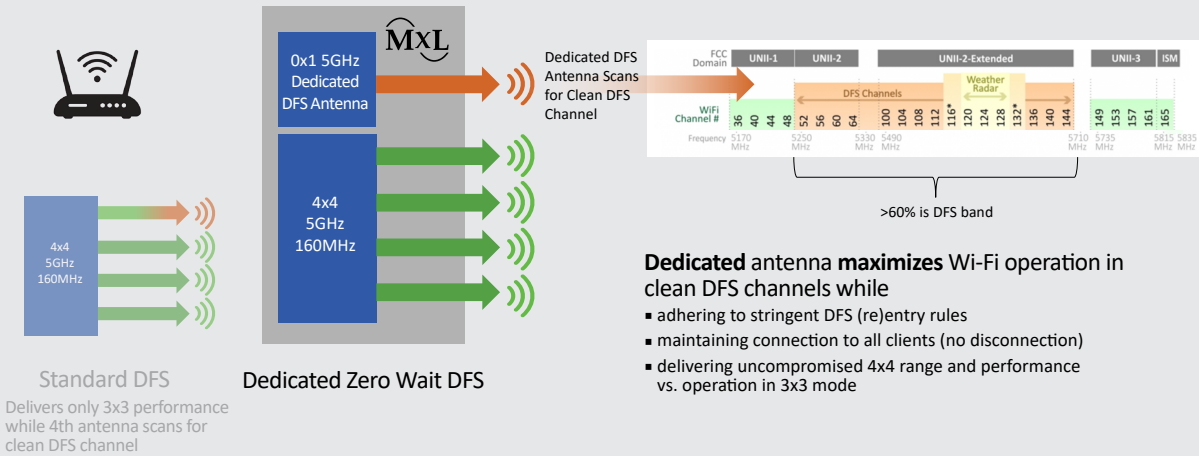 MxL
0x1 5GHz
Dedicated
DFS Antenna
4x4
5GHz
160MHz
Dedicated Zero Wait DFS
4x4
5GHz
160MHz
Standard DFS
Delivers only 3x3 performance
while 4th antenna scans for
clean DFS channel
Dedicated DFS
Antenna Scans
for Clean DFS
Channel
FCC
Domain
UNII-1
UNII-2
UNII-2-Extended
UNII-3
ISM
DFS Channels
Weather
Radar
WiFi
Channel #
36 40 44 48 52 56 60 64 100 104 108 112 116* 120 124 128 132* 136 140 144 149 153 157 161 165
Frequency
5170
MHz
5250
MHz
5330
MHz
5490
MHz
5710
MHz
5735
MHz
5815
MHz
5835
MHz
>60% is DFS band
Dedicated antenna maximizes Wi-Fi operation in
clean DFS channels while
▪ adhering to stringent DFS (re)entry rules
▪ maintaining connection to all clients (no disconnection)
▪ delivering uncompromised 4x4 range and performance
vs. operation in 3x3 mode